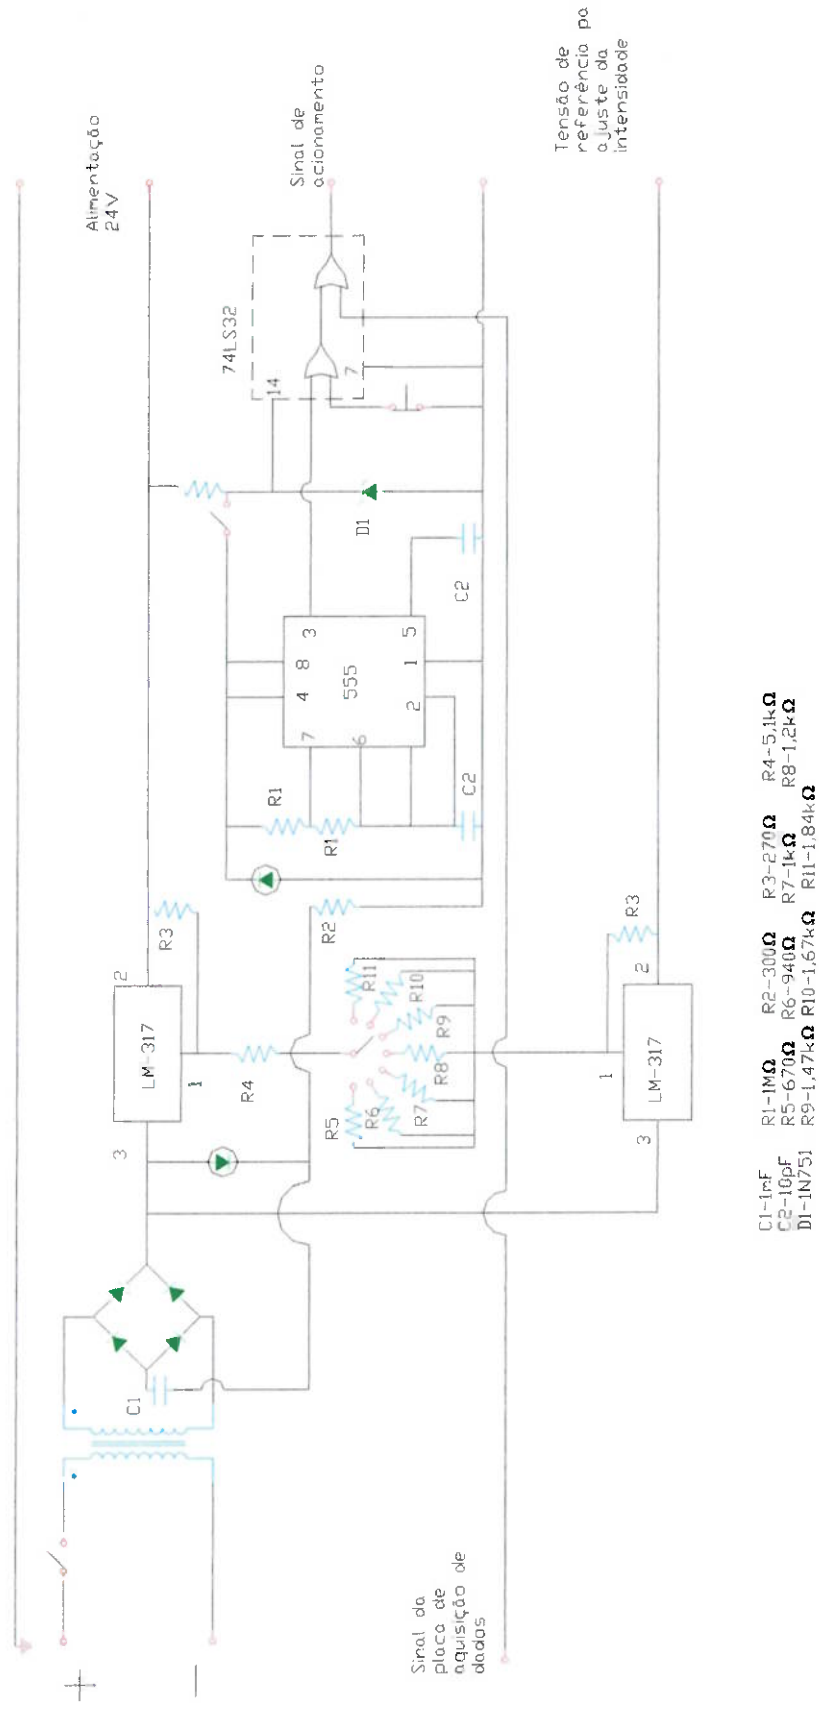 Alimentação
24V
Sinal de
acionamento
Tensão de
referência pa
ajuste da
intensidade
74LS32
14
7
D1
C2
3
8
4
7
6
555
5
1
2
C2
R1
R1
R3
R2
2
LM-317
1
3
R4
R11
R10
R9
R8
R7
R6
R5
R3
2
LM-317
1
3
C1
+
—
Sinal da
placa de
aquisição de
dados
C1-1mF R1-1MΩ R2-300Ω R3-270Ω R4-5,1kΩ
C2-10pF R5-670Ω R6-940Ω R7-1kΩ R8-1,2kΩ
D1-1N751 R9-1,47kΩ R10-1,67kΩ R11-1,84kΩ